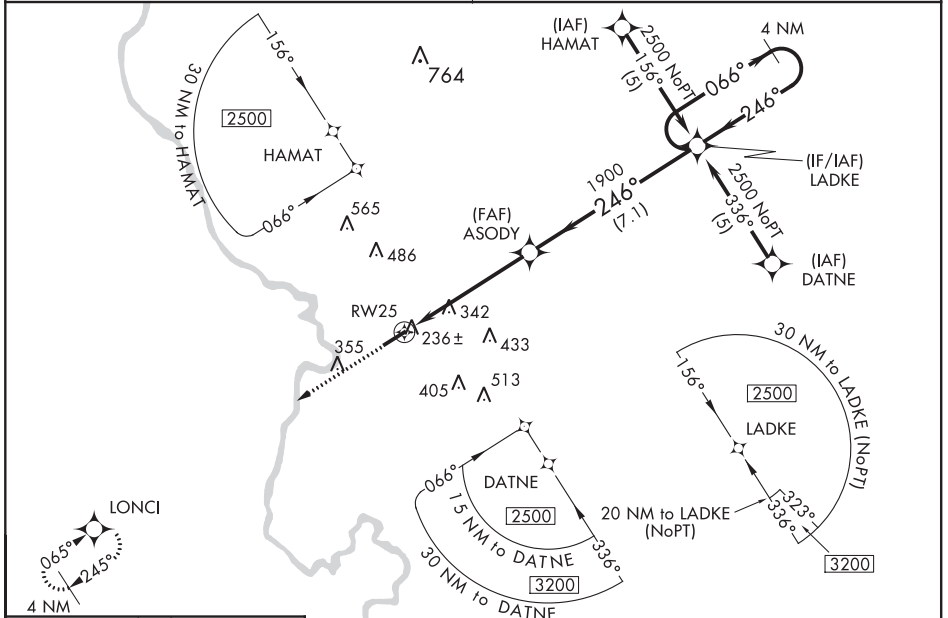 (IAF)
HAMAT
4 NM
2500 NoPT
156°
(5)
066°
246°
764
156°
30 NM to HAMAT
2500
HAMAT
066°
(IF/IAF)
LADKE
1900
246°
(7.1)
2500 NoPT
336°
(5)
(FAF)
ASODY
(IAF)
DATNE
565
486
RW25
342
236 ±
433
355
405
513
30 NM to LADKE (NoPT)
156°
2500
LADKE
20 NM to LADKE
(NoPT)
323°
336°
3200
066°
DATNE
2500
15 NM to DATNE
336°
3200
30 NM to DATNE
LONCI
065°
245°
4 NM